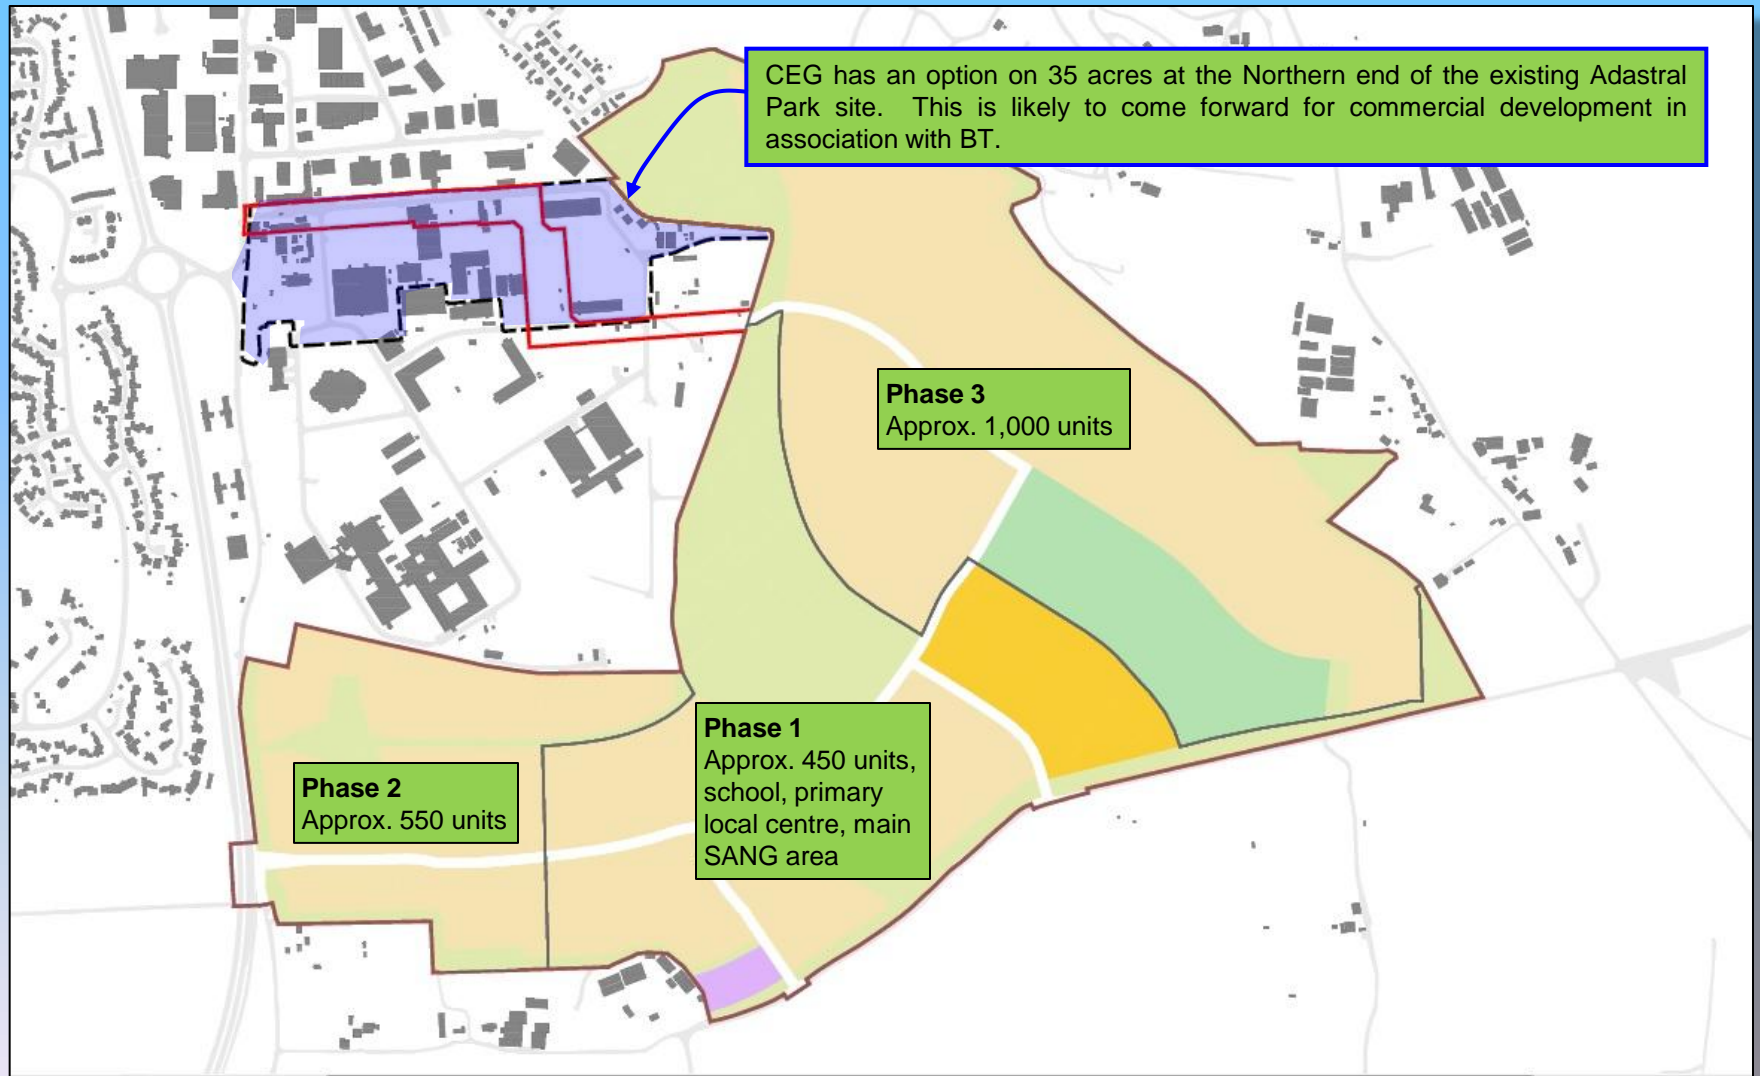 CEG has an option on 35 acres at the Northern end of the existing Adastral
Park site. This is likely to come forward for commercial development in
association with BT.
Phase 3
Approx. 1,000 units
Phase 1
Approx. 450 units,
school, primary
local centre, main
SANG area
Phase 2
Approx. 550 units